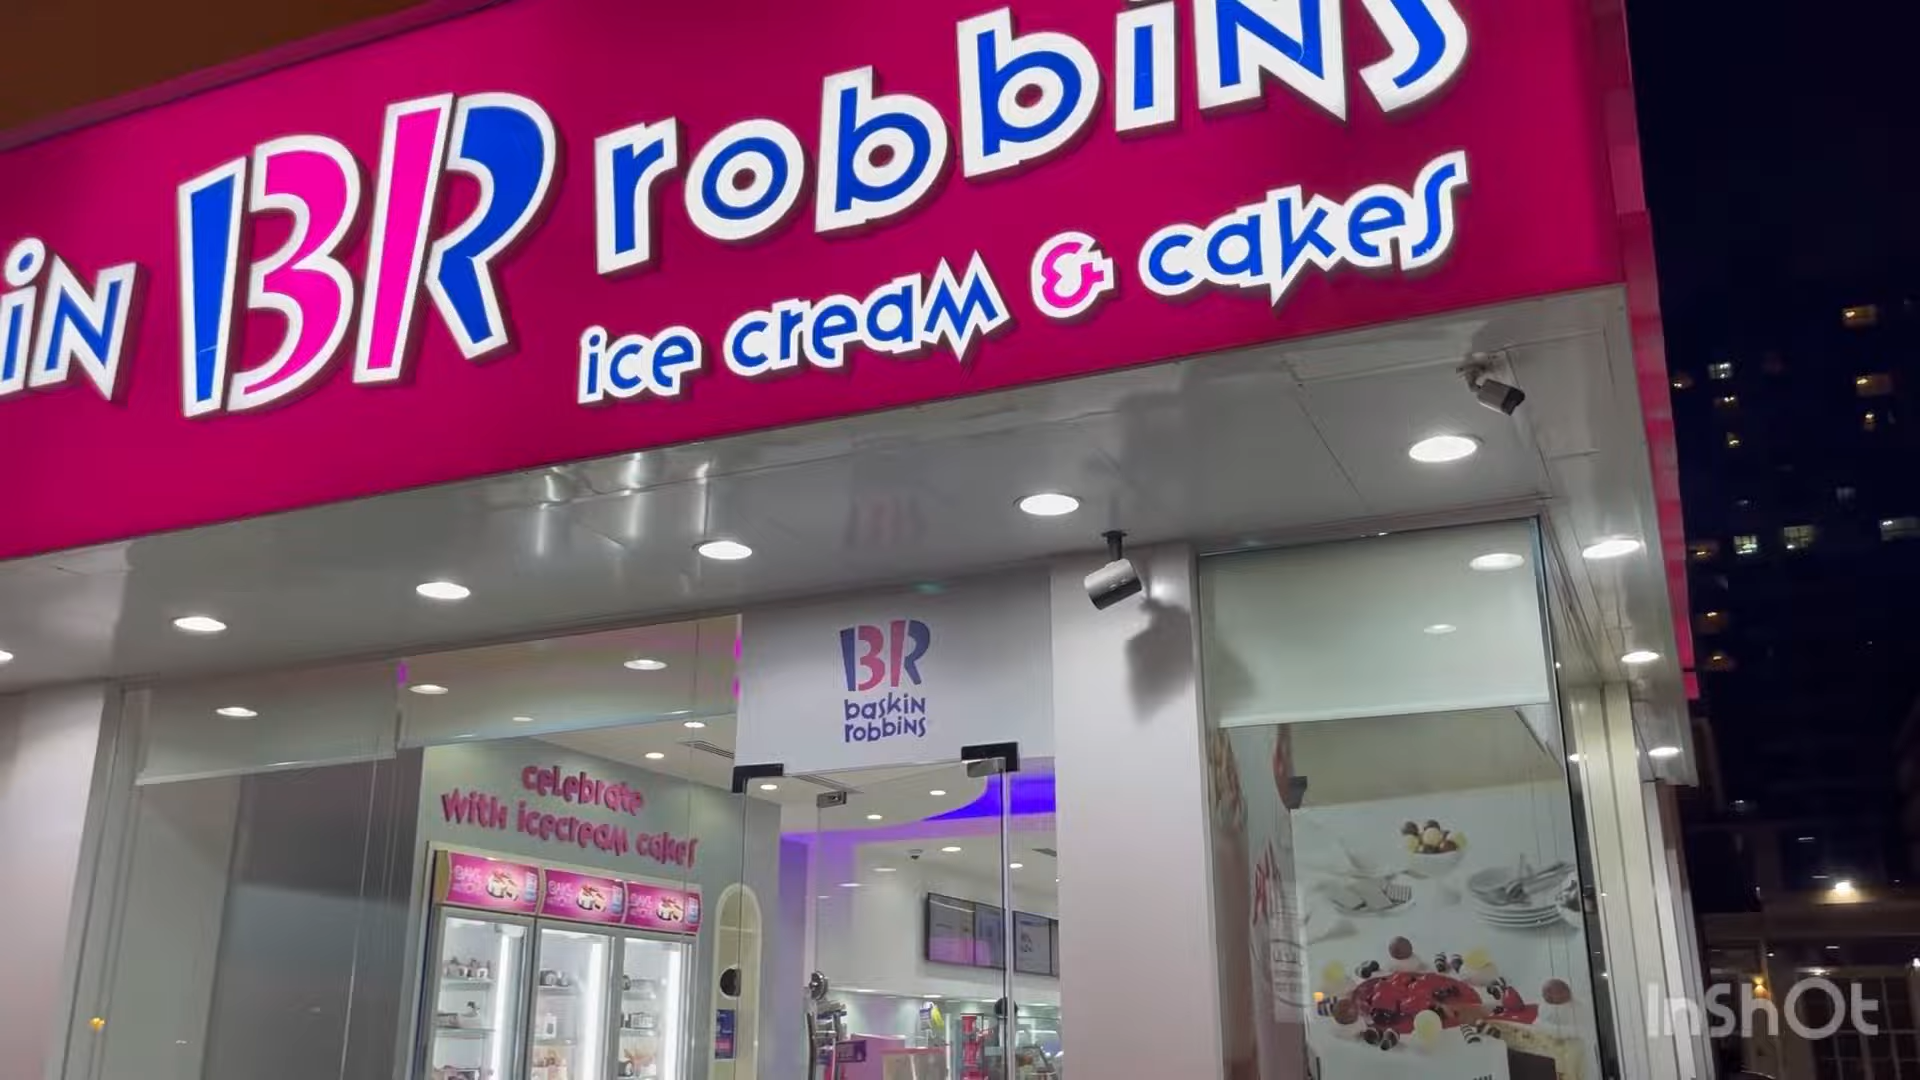 in BR robbins
ice cream & cakes
BR
baskin
robbins
celebrate
with icecream cakes
InShOt